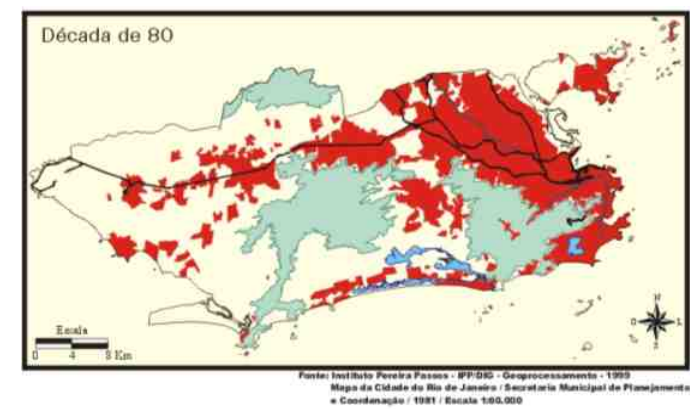 Década de 80
N
O
L
S
Escala
0 4 8 Km
Fonte: Instituto Pereira Passos - IPP/DIG - Geoprocessamento - 1999
Mapa da Cidade do Rio de Janeiro / Secretaria Municipal de Planejamento
e Coordenação / 1981 / Escala 1:60.000